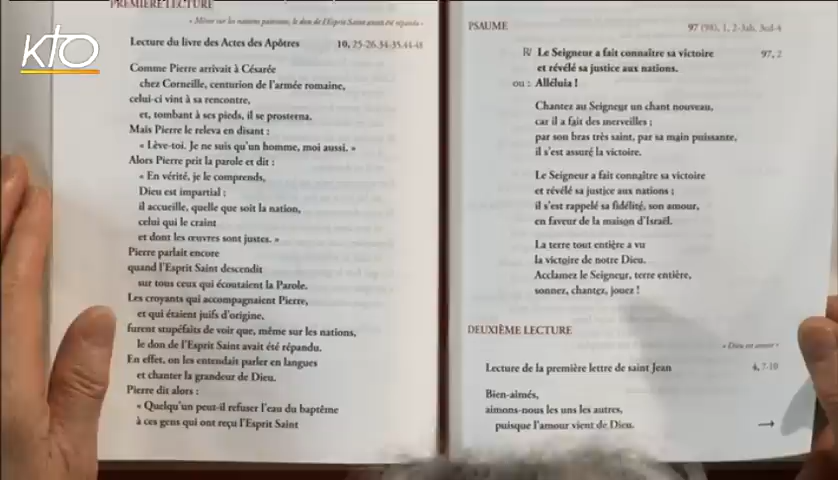 KTO
PREMIÈRE LECTURE
« Même sur les nations païennes, le don de l'Esprit Saint avait été répandu »
Lecture du livre des Actes des Apôtres 10, 25-26.34-35.44-48
Comme Pierre arrivait à Césarée
chez Corneille, centurion de l'armée romaine,
celui-ci vint à sa rencontre,
et, tombant à ses pieds, il se prosterna.
Mais Pierre le releva en disant :
« Lève-toi. Je ne suis qu'un homme, moi aussi. »
Alors Pierre prit la parole et dit :
« En vérité, je le comprends,
Dieu est impartial :
il accueille, quelle que soit la nation,
celui qui le craint
et dont les œuvres sont justes. »
Pierre parlait encore
quand l'Esprit Saint descendit
sur tous ceux qui écoutaient la Parole.
Les croyants qui accompagnaient Pierre,
et qui étaient juifs d'origine,
furent stupéfaits de voir que, même sur les nations,
le don de l'Esprit Saint avait été répandu.
En effet, on les entendait parler en langues
et chanter la grandeur de Dieu.
Pierre dit alors :
« Quelqu'un peut-il refuser l'eau du baptême
à ces gens qui ont reçu l'Esprit Saint
PSAUME 97 (98), 1, 2-3ab, 3cd-4
R/ Le Seigneur a fait connaître sa victoire 97, 2
et révélé sa justice aux nations.
ou : Alléluia !
Chantez au Seigneur un chant nouveau,
car il a fait des merveilles ;
par son bras très saint, par sa main puissante,
il s'est assuré la victoire.
Le Seigneur a fait connaître sa victoire
et révélé sa justice aux nations ;
il s'est rappelé sa fidélité, son amour,
en faveur de la maison d'Israël.
La terre tout entière a vu
la victoire de notre Dieu.
Acclamez le Seigneur, terre entière,
sonnez, chantez, jouez !
DEUXIÈME LECTURE
« Dieu est amour »
Lecture de la première lettre de saint Jean 4, 7-10
Bien-aimés,
aimons-nous les uns les autres,
puisque l'amour vient de Dieu. →